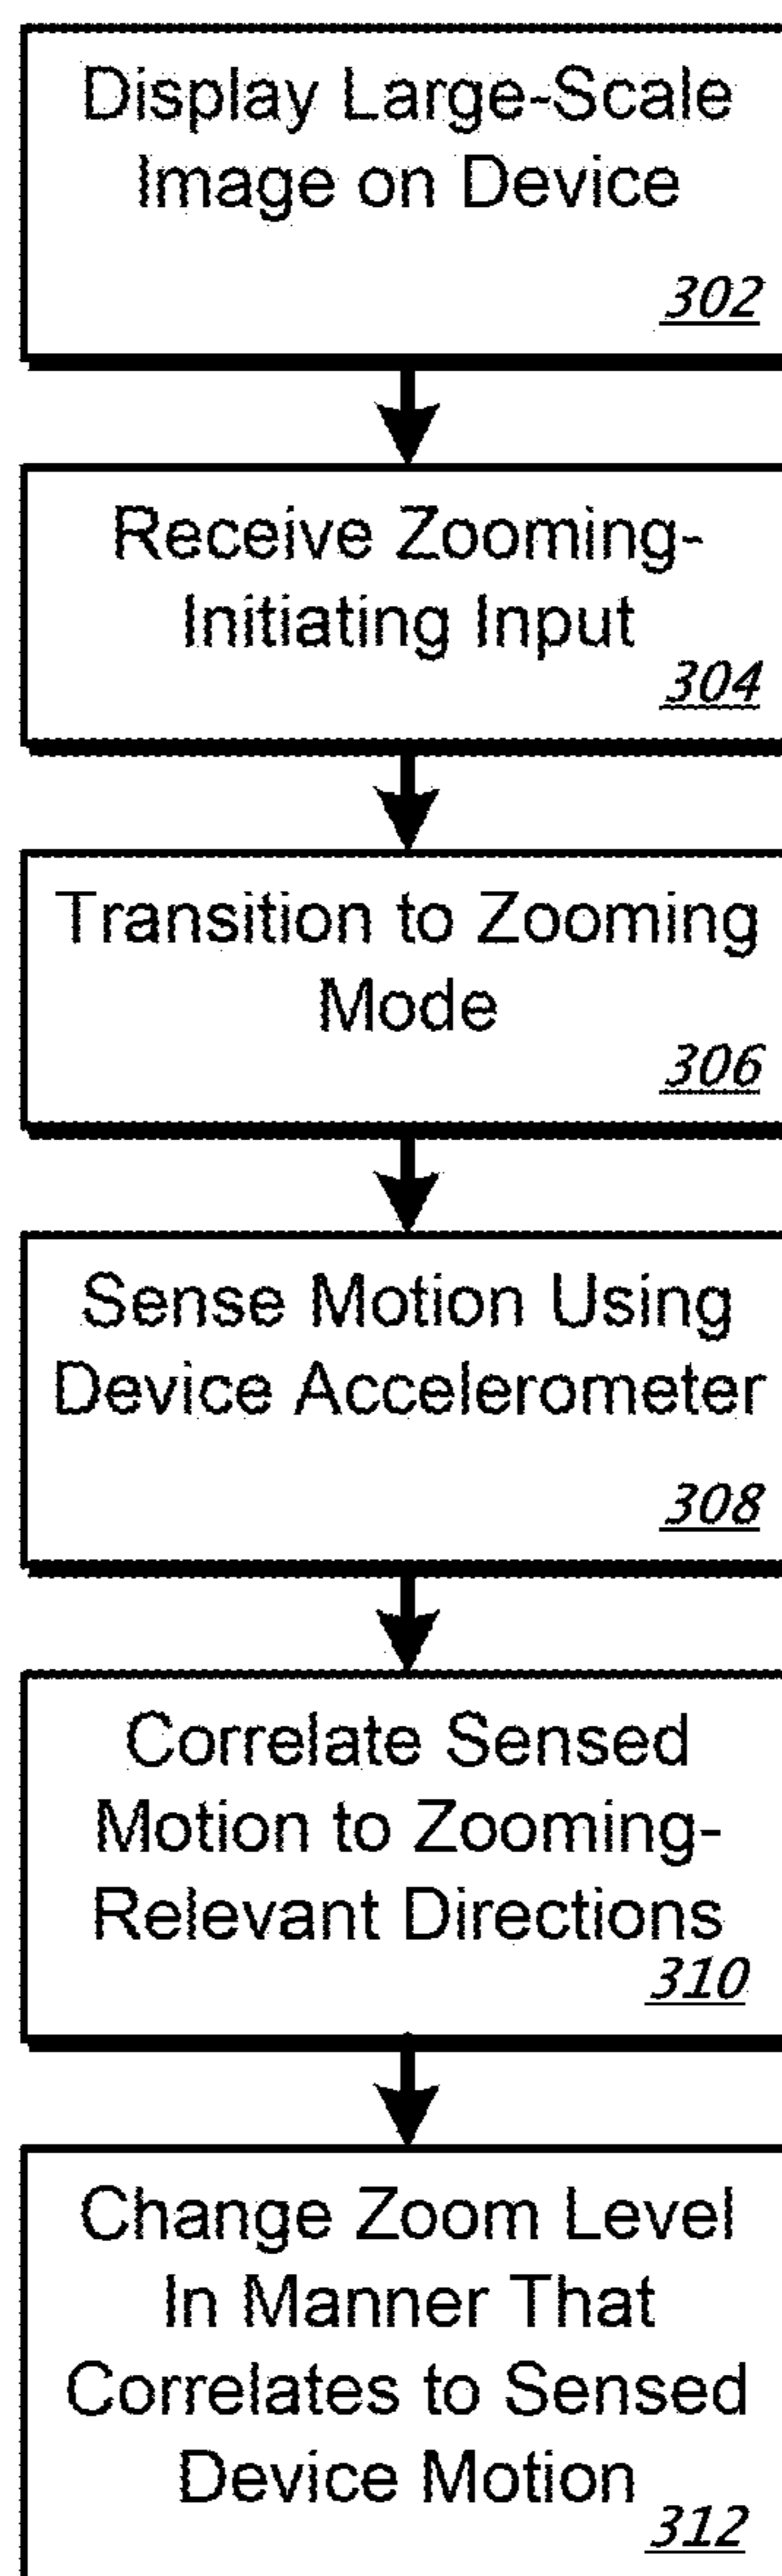 Display Large-Scale
Image on Device
302
Receive Zooming-
Initiating Input
304
Transition to Zooming
Mode
306
Sense Motion Using
Device Accelerometer
308
Correlate Sensed
Motion to Zooming-
Relevant Directions
310
Change Zoom Level
In Manner That
Correlates to Sensed
Device Motion
312